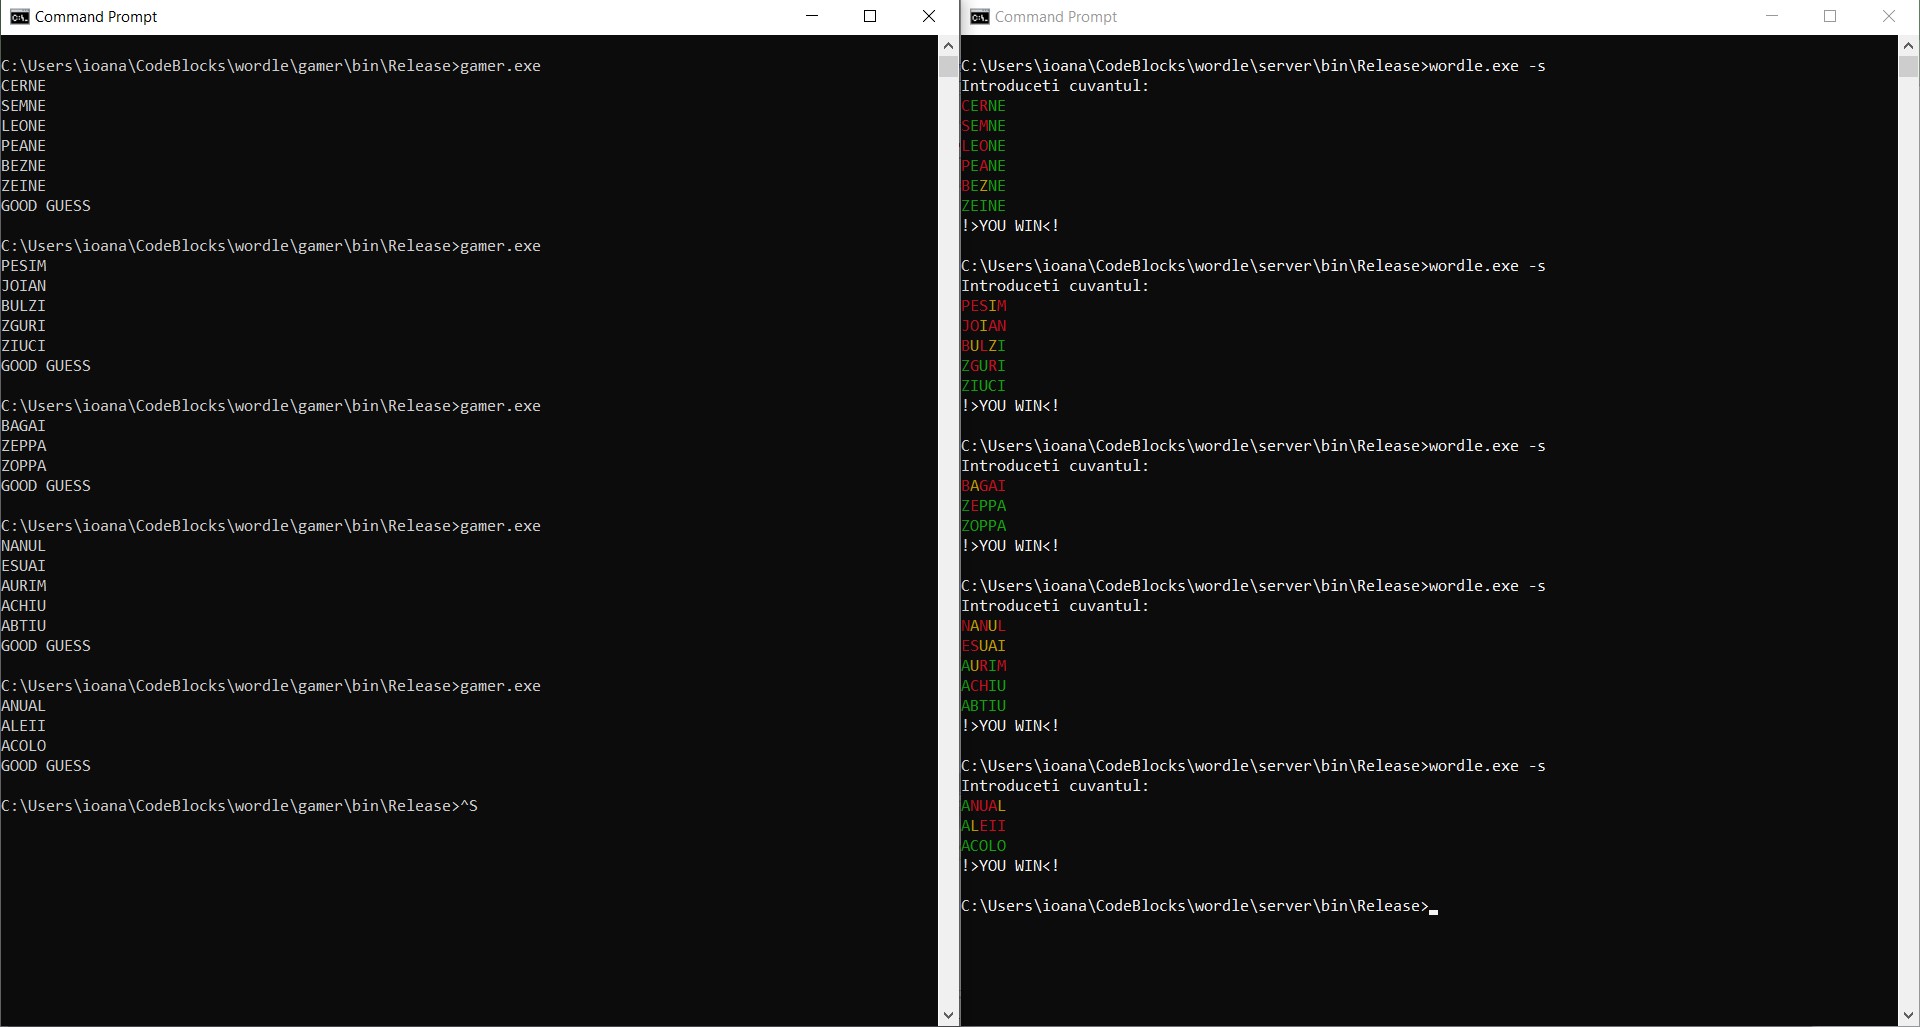 Command Prompt
C:\Users\ioana\CodeBlocks\wordle\gamer\bin\Release>gamer.exe
CERNE
SEMNE
LEONE
PEANE
BEZNE
ZEINE
GOOD GUESS
C:\Users\ioana\CodeBlocks\wordle\gamer\bin\Release>gamer.exe
PESIM
JOIAN
BULZI
ZGURI
ZIUCI
GOOD GUESS
C:\Users\ioana\CodeBlocks\wordle\gamer\bin\Release>gamer.exe
BAGAI
ZEPPA
ZOPPA
GOOD GUESS
C:\Users\ioana\CodeBlocks\wordle\gamer\bin\Release>gamer.exe
NANUL
ESUAI
AURIM
ACHIU
ABTIU
GOOD GUESS
C:\Users\ioana\CodeBlocks\wordle\gamer\bin\Release>gamer.exe
ANUAL
ALEII
ACOLO
GOOD GUESS
C:\Users\ioana\CodeBlocks\wordle\gamer\bin\Release>^S
Command Prompt
C:\Users\ioana\CodeBlocks\wordle\server\bin\Release>wordle.exe -s
Introduceti cuvantul:
CERNE
SEMNE
LEONE
PEANE
BEZNE
ZEINE
!>YOU WIN<!
C:\Users\ioana\CodeBlocks\wordle\server\bin\Release>wordle.exe -s
Introduceti cuvantul:
PESIM
JOIAN
BULZI
ZGURI
ZIUCI
!>YOU WIN<!
C:\Users\ioana\CodeBlocks\wordle\server\bin\Release>wordle.exe -s
Introduceti cuvantul:
BAGAI
ZEPPA
ZOPPA
!>YOU WIN<!
C:\Users\ioana\CodeBlocks\wordle\server\bin\Release>wordle.exe -s
Introduceti cuvantul:
NANUL
ESUAI
AURIM
ACHIU
ABTIU
!>YOU WIN<!
C:\Users\ioana\CodeBlocks\wordle\server\bin\Release>wordle.exe -s
Introduceti cuvantul:
ANUAL
ALEII
ACOLO
!>YOU WIN<!
C:\Users\ioana\CodeBlocks\wordle\server\bin\Release>